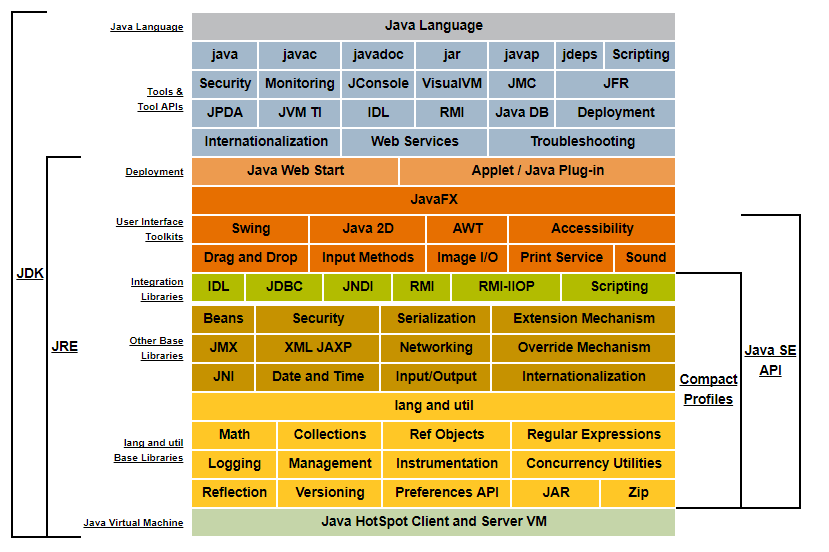 Java Language Java Language
java javac javadoc jar javap jdeps Scripting
Tools & Tool APIs
Security Monitoring JConsole VisualVM JMC JFR
JPDA JVM TI IDL RMI Java DB Deployment
Internationalization Web Services Troubleshooting
Deployment Java Web Start Applet / Java Plug-in
JavaFX
User Interface Toolkits
Swing Java 2D AWT Accessibility
Drag and Drop Input Methods Image I/O Print Service Sound
Integration Libraries
IDL JDBC JNDI RMI RMI-IIOP Scripting
Beans Security Serialization Extension Mechanism
Other Base Libraries
JMX XML JAXP Networking Override Mechanism
JNI Date and Time Input/Output Internationalization
lang and util
lang and util Base Libraries
Math Collections Ref Objects Regular Expressions
Logging Management Instrumentation Concurrency Utilities
Reflection Versioning Preferences API JAR Zip
Java Virtual Machine Java HotSpot Client and Server VM
JDK
JRE
Compact Profiles
Java SE API